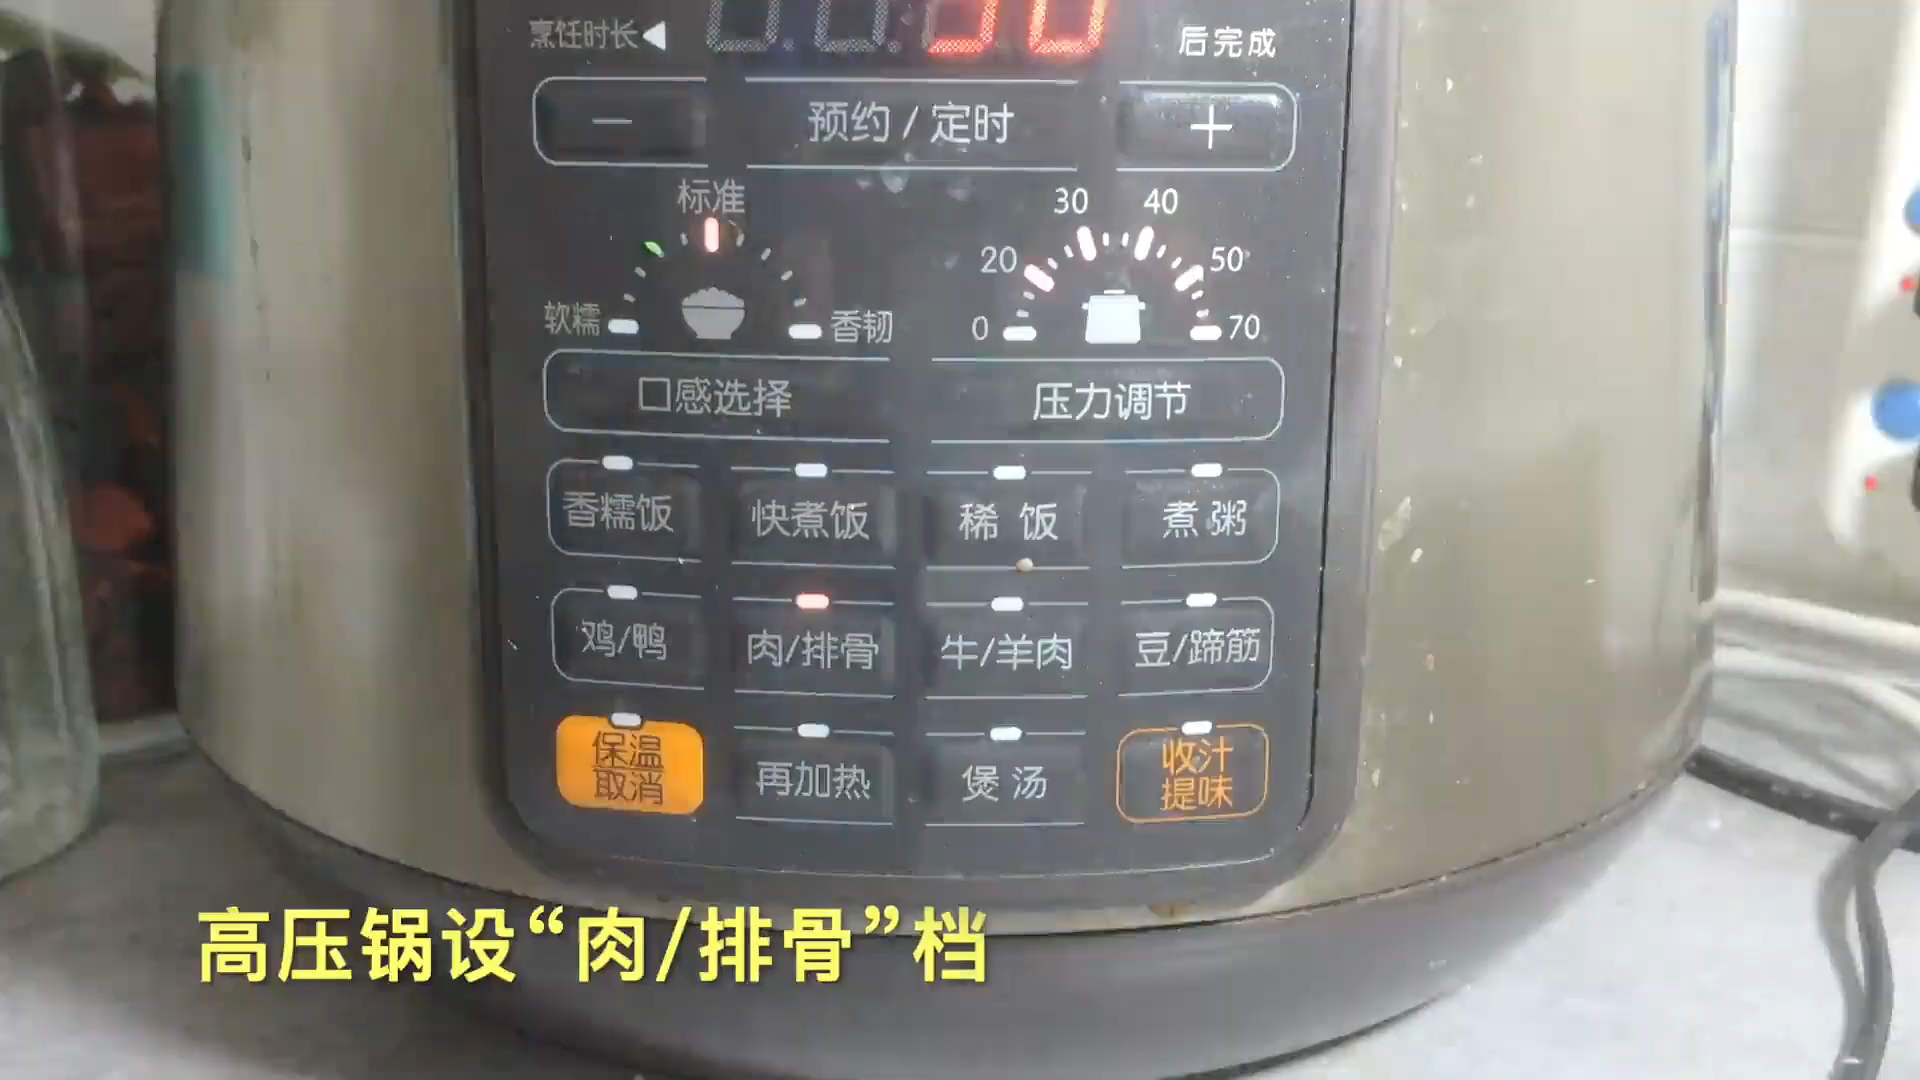 烹饪时长
30
后完成
预约/定时
标准
软糯
香韧
0
20
30
40
50
70
口感选择
压力调节
香糯饭
快煮饭
稀饭
煮粥
鸡/鸭
肉/排骨
牛/羊肉
豆/蹄筋
保温
取消
再加热
煲汤
收汁
提味
高压锅设“肉/排骨”档